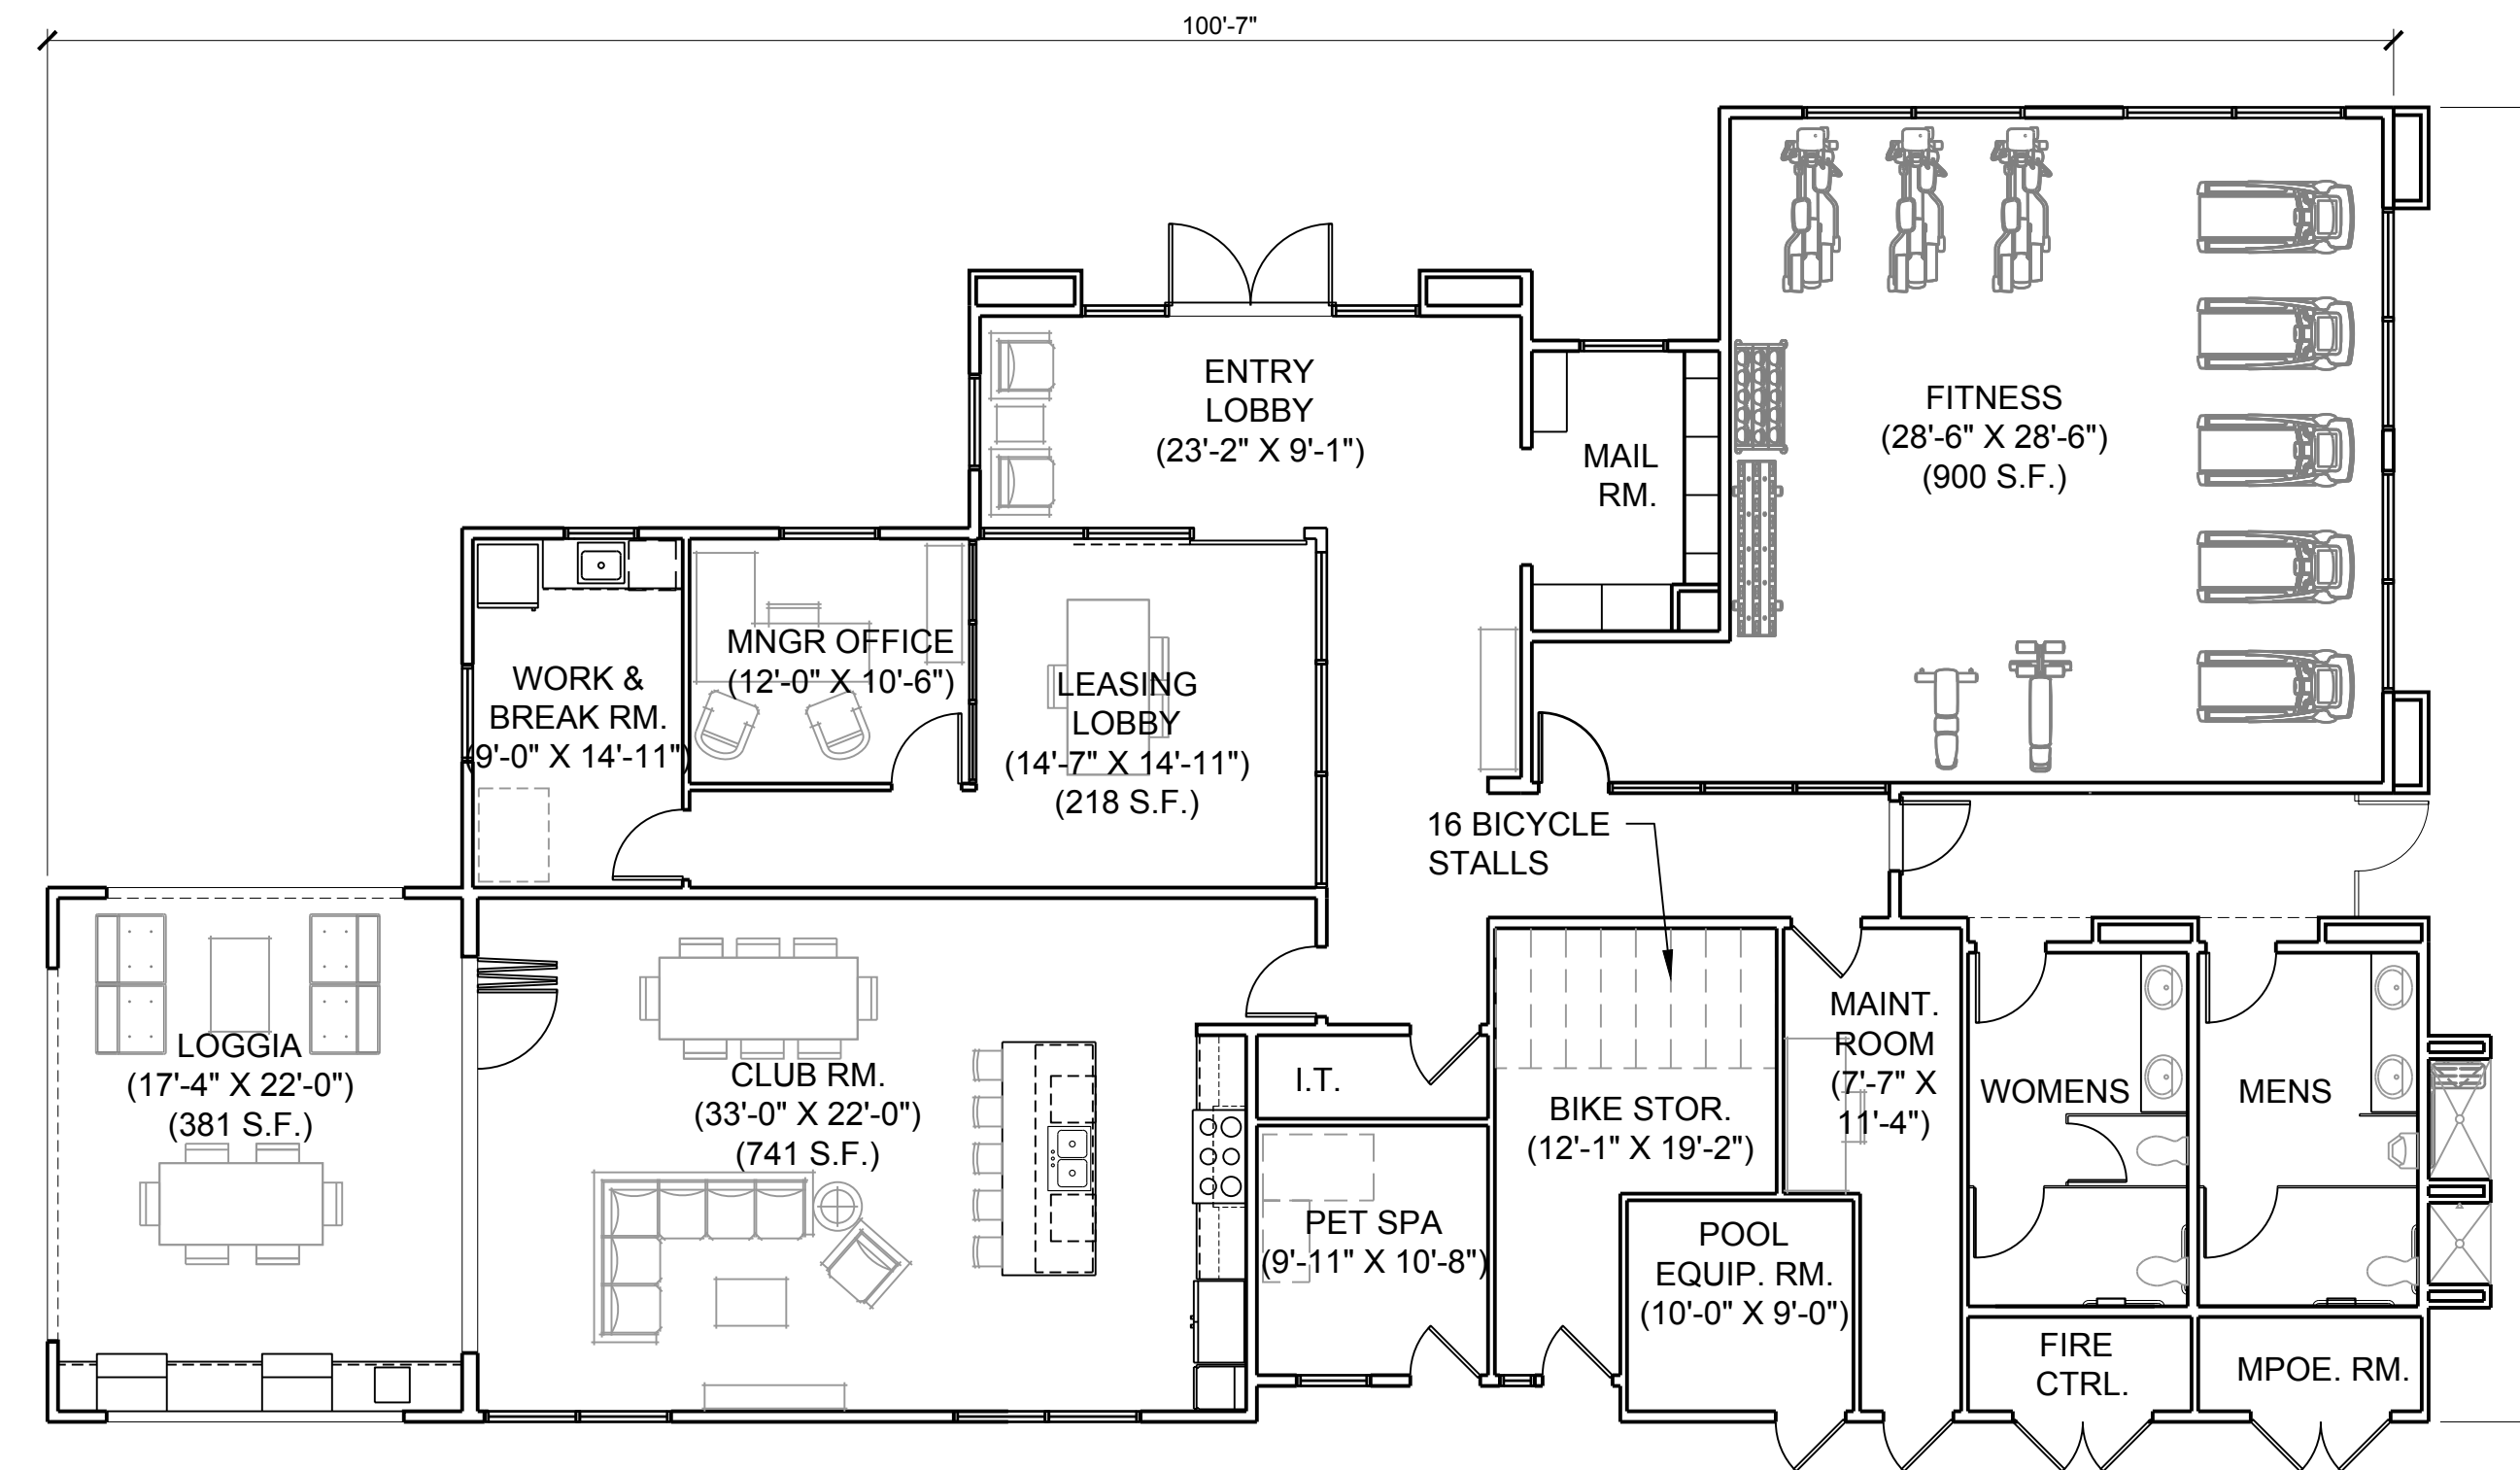 100'-7"
ENTRY
LOBBY
(23'-2" X 9'-1")
MAIL
RM.
FITNESS
(28'-6" X 28'-6")
(900 S.F.)
WORK &
BREAK RM.
(9'-0" X 14'-11")
MNGR OFFICE
(12'-0" X 10'-6")
LEASING
LOBBY
(14'-7" X 14'-11")
(218 S.F.)
16 BICYCLE
STALLS
LOGGIA
(17'-4" X 22'-0")
(381 S.F.)
CLUB RM.
(33'-0" X 22'-0")
(741 S.F.)
I.T.
PET SPA
(9'-11" X 10'-8")
BIKE STOR.
(12'-1" X 19'-2")
MAINT.
ROOM
(7'-7" X
11'-4")
POOL
EQUIP. RM.
(10'-0" X 9'-0")
WOMENS
MENS
FIRE
CTRL.
MPOE. RM.